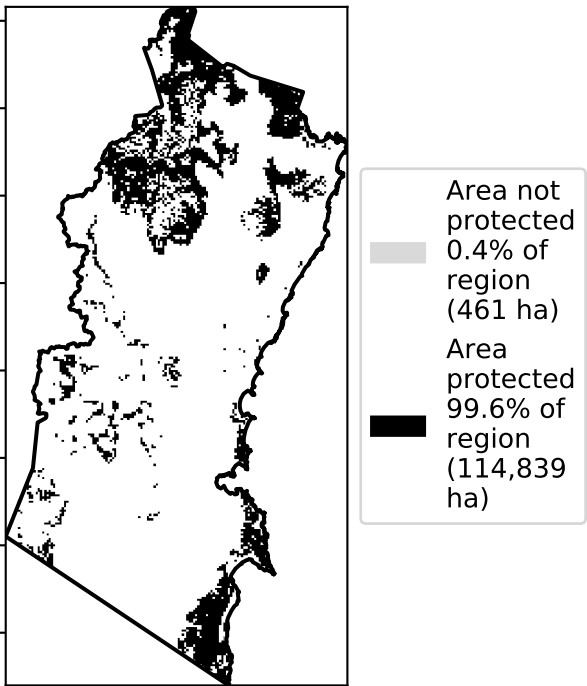 Area not
protected
0.4% of
region
(461 ha)
Area
protected
99.6% of
region
(114,839
ha)